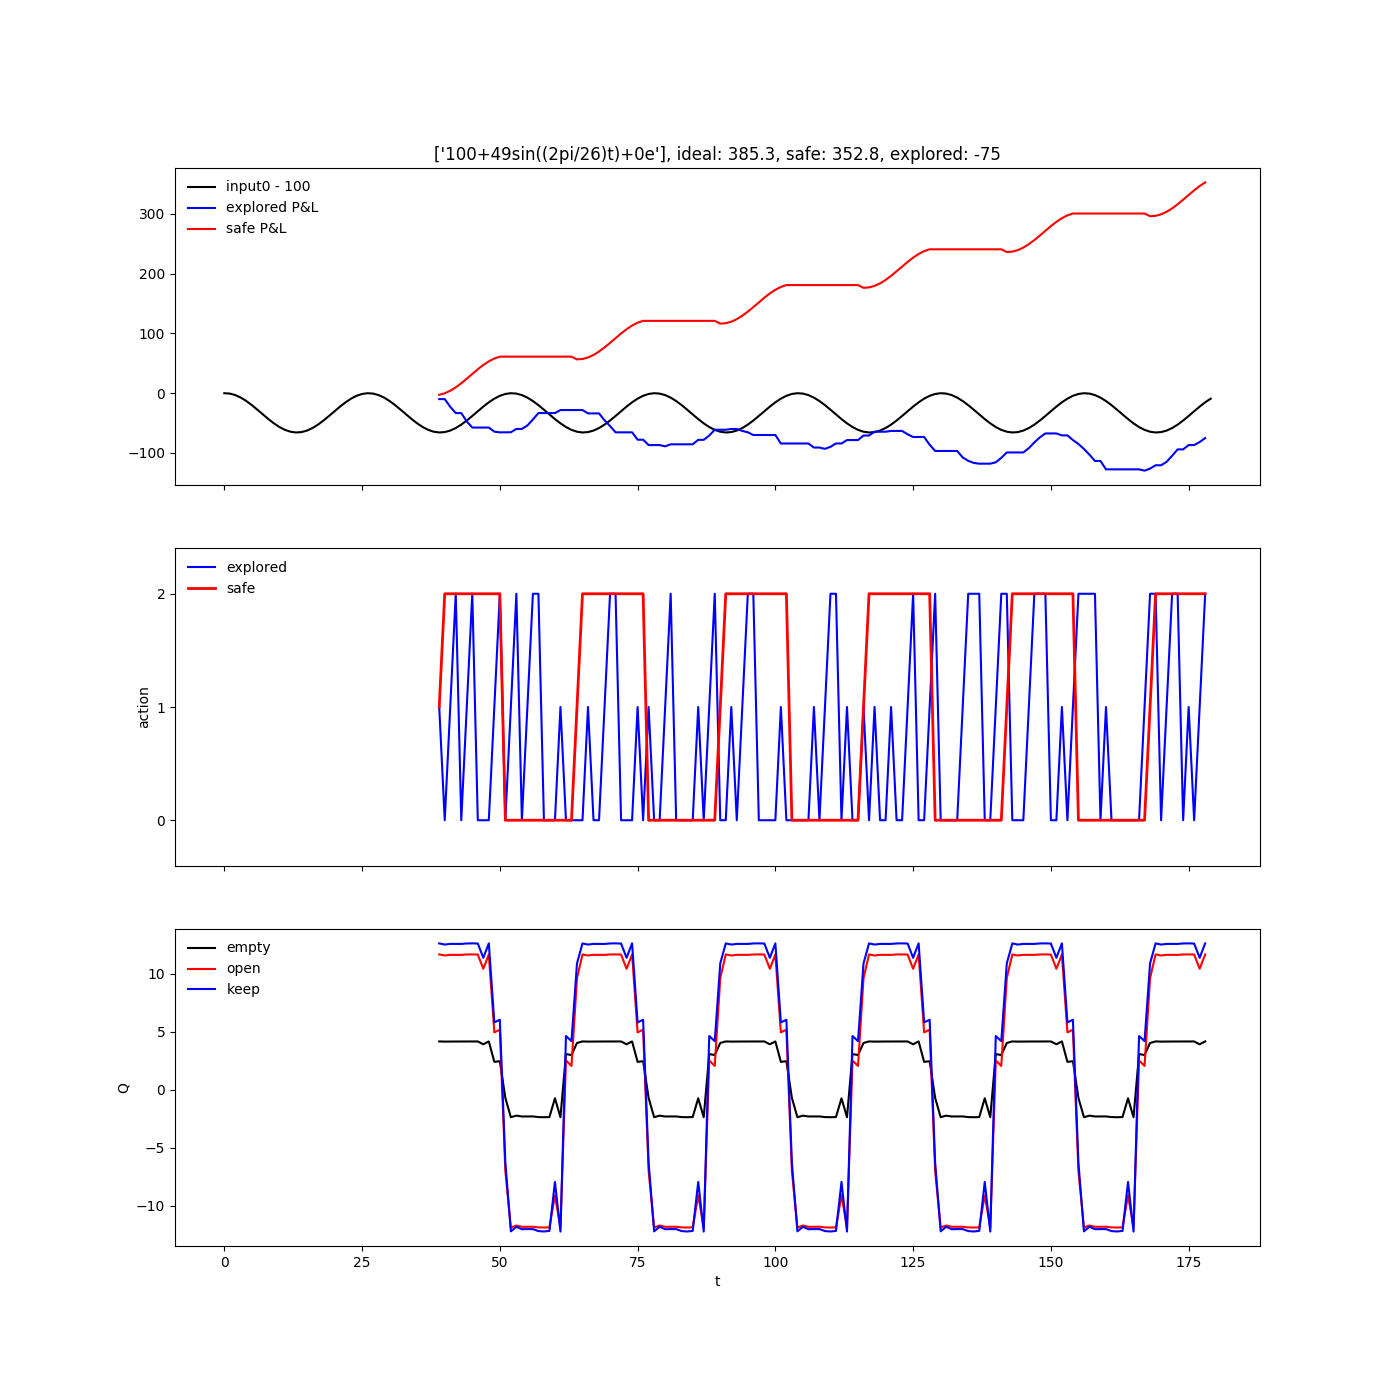 ['100+49sin((2pi/26)t)+0e'], ideal: 385.3, safe: 352.8, explored: -75
input0 - 100
explored P&L
safe P&L
300
200
100
0
−100
explored
safe
2
1
0
action
empty
open
keep
10
5
0
−5
−10
Q
0 25 50 75 100 125 150 175
t